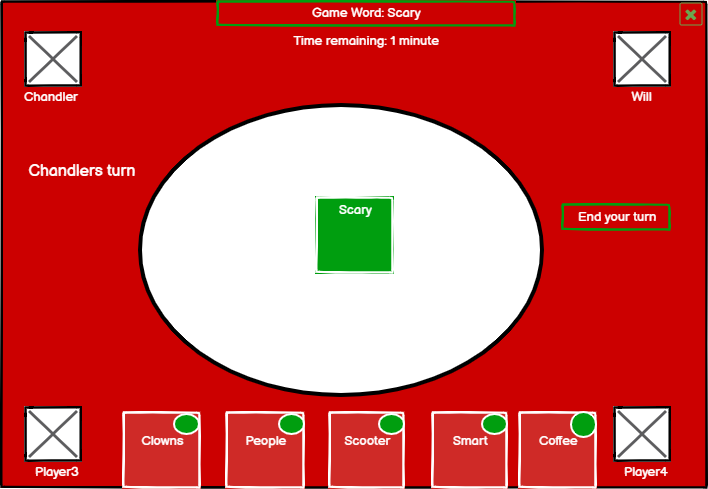 Game Word: Scary
Time remaining: 1 minute
Chandler
Will
Chandlers turn
Scary
End your turn
Clowns
People
Scooter
Smart
Coffee
Player3
Player4